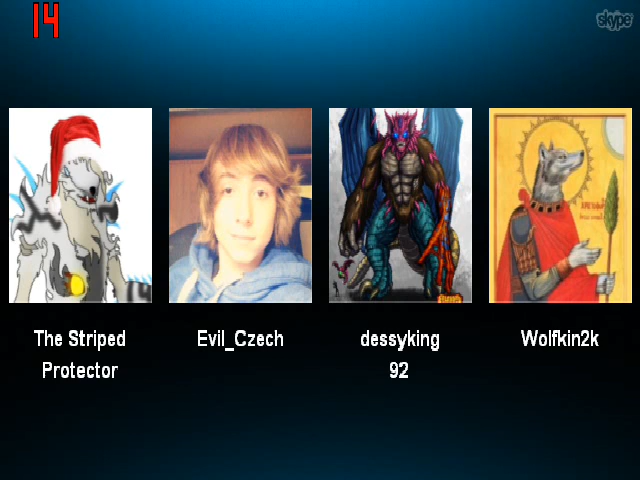 14
skype
The Striped
Protector
Evil_Czech
dessyking
92
Wolfkin2k